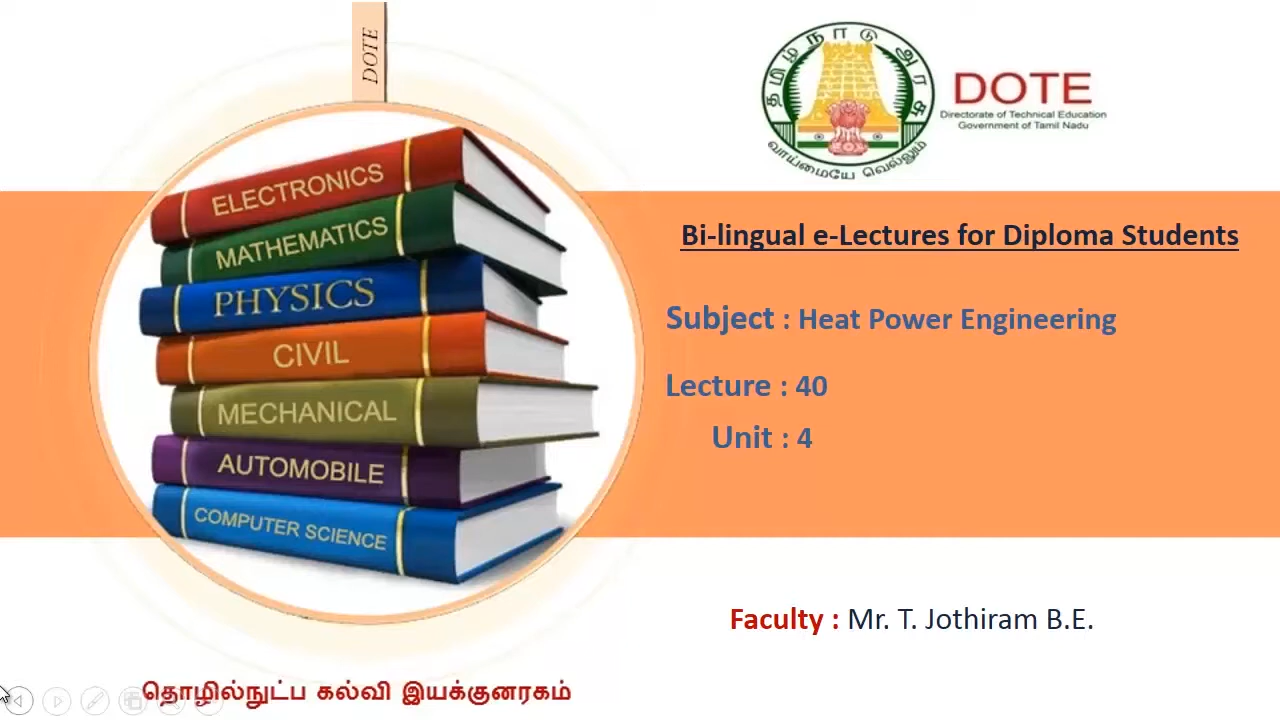 DOTE
தமிழ்நாடு அரசு
வாய்மையே வெல்லும்
DOTE
Directorate of Technical Education
Government of Tamil Nadu
ELECTRONICS
MATHEMATICS
PHYSICS
CIVIL
MECHANICAL
AUTOMOBILE
COMPUTER SCIENCE
Bi-lingual e-Lectures for Diploma Students
Subject : Heat Power Engineering
Lecture : 40
Unit : 4
Faculty : Mr. T. Jothiram B.E.
தொழில்நுட்ப கல்வி இயக்குனரகம்